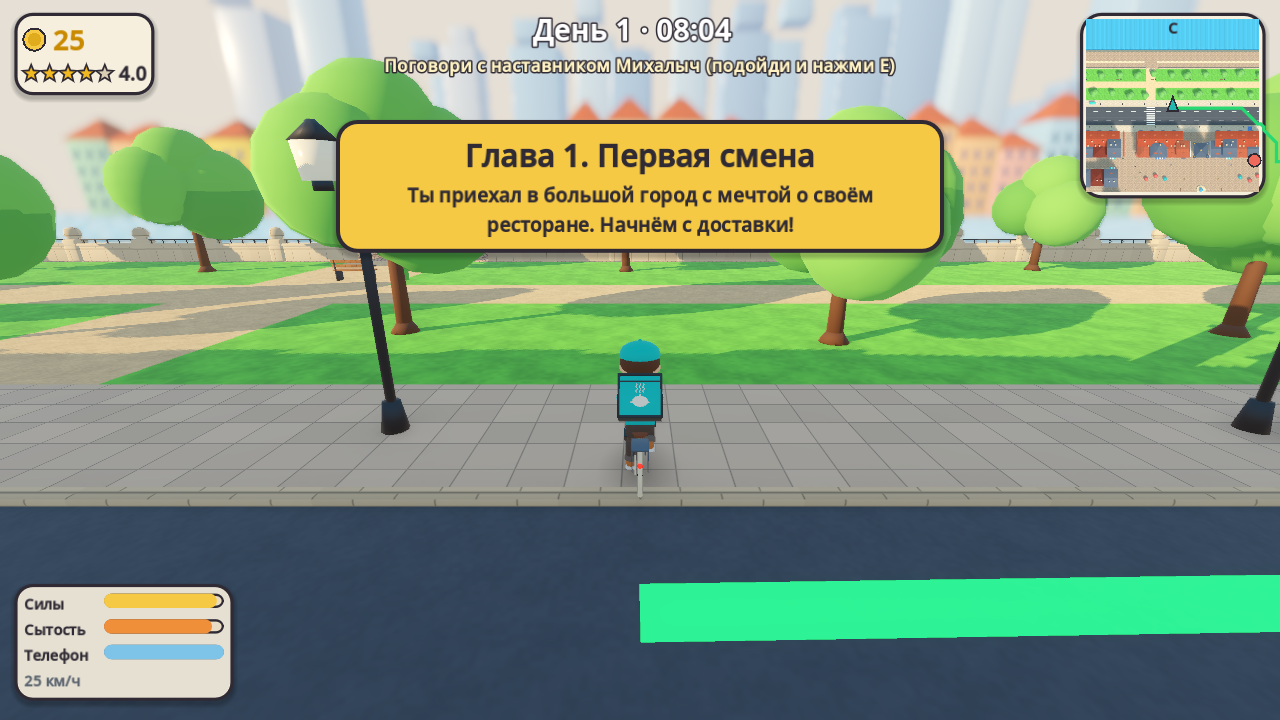 25
4.0
День 1 · 08:04
Поговори с наставником Михалыч (подойди и нажми E)
С
Глава 1. Первая смена
Ты приехал в большой город с мечтой о своём
ресторане. Начнём с доставки!
Силы
Сытость
Телефон
25 км/ч